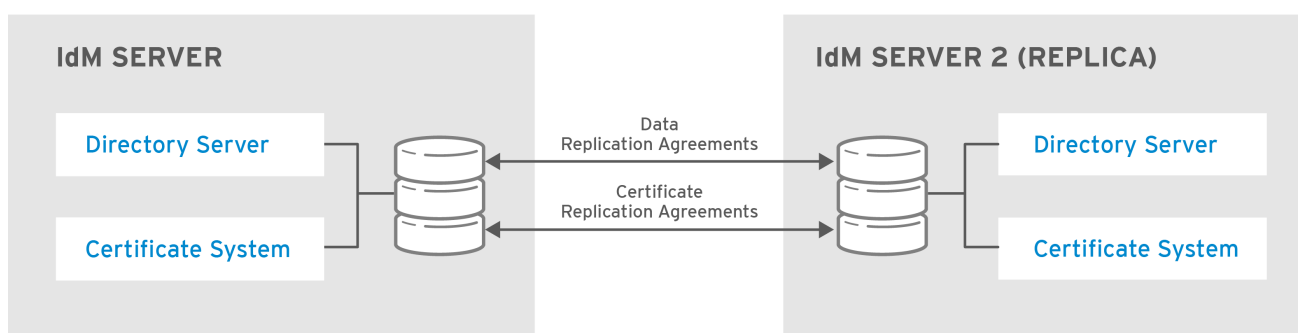 IdM SERVER
Directory Server
Certificate System
Data
Replication Agreements
Certificate
Replication Agreements
IdM SERVER 2 (REPLICA)
Directory Server
Certificate System